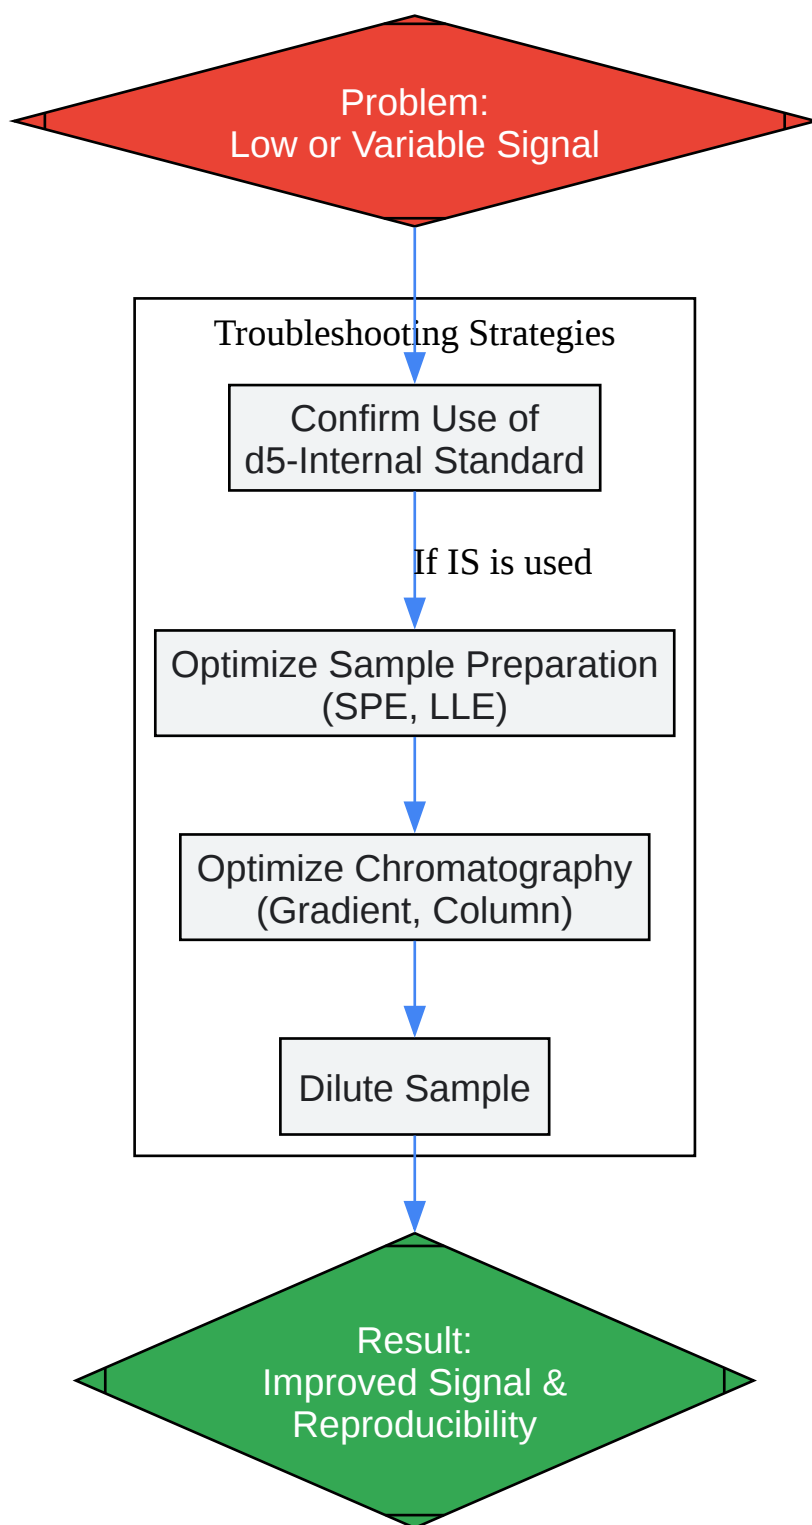 Problem:
Low or Variable Signal
Troubleshooting Strategies
Confirm Use of
d5-Internal Standard
If IS is used
Optimize Sample Preparation
(SPE, LLE)
Optimize Chromatography
(Gradient, Column)
Dilute Sample
Result:
Improved Signal &
Reproducibility